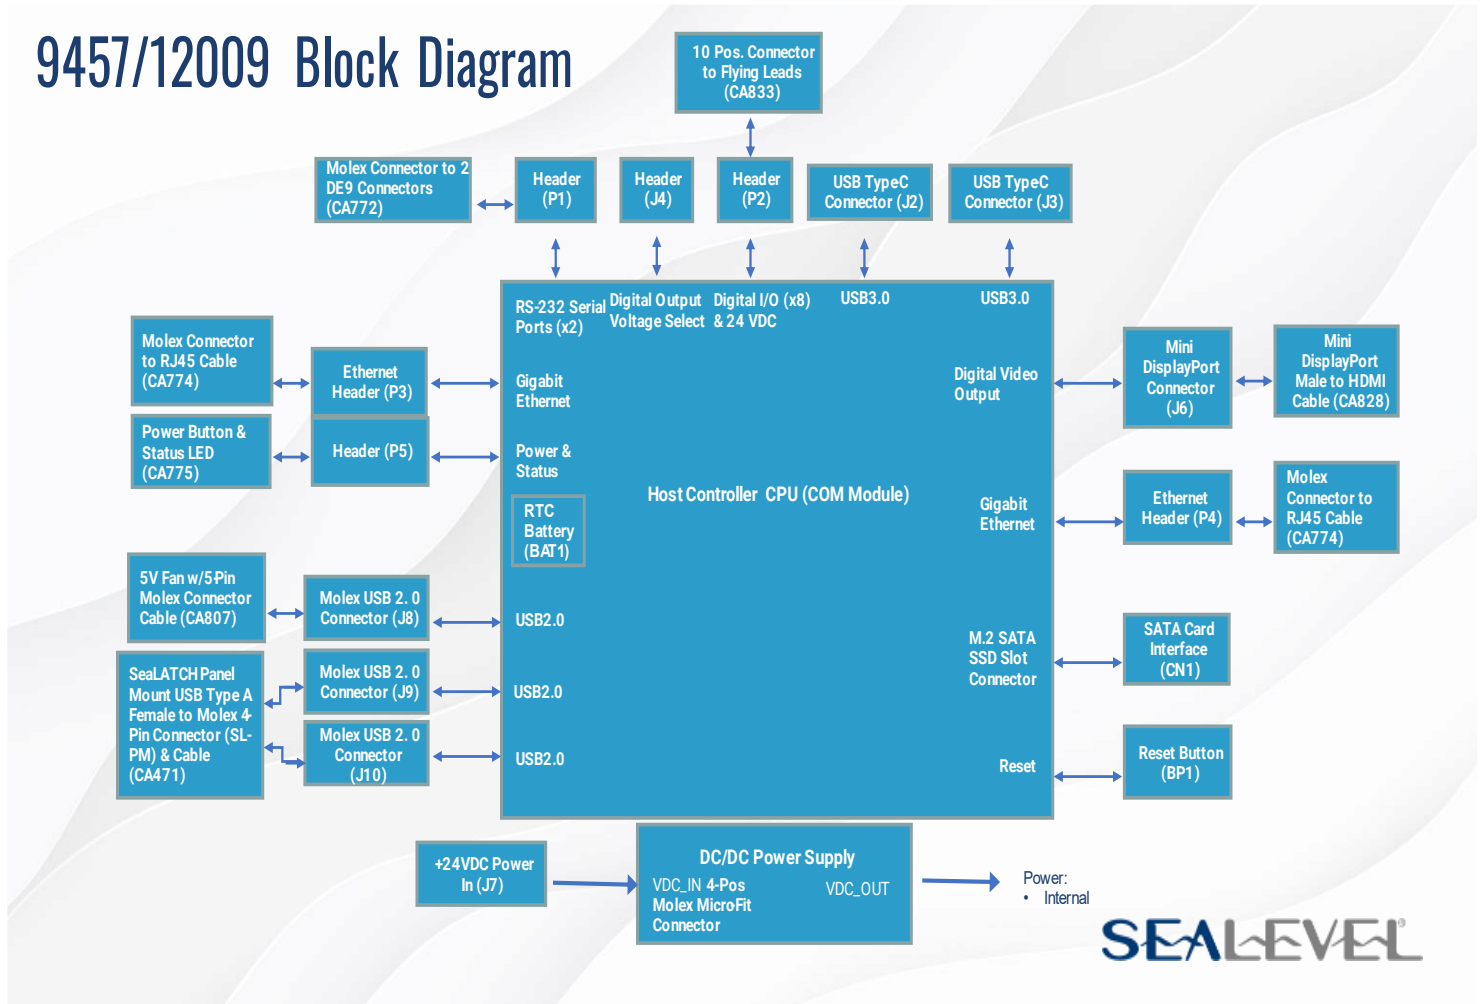 9457/12009 Block Diagram
10 Pos. Connector
to Flying Leads
(CA833)
Molex Connector to 2
DE9 Connectors
(CA772)
Header
(P1)
Header
(J4)
Header
(P2)
USB TypeC
Connector (J2)
USB TypeC
Connector (J3)
RS-232 Serial
Ports (x2)
Digital Output
Voltage Select
Digital I/O (x8)
& 24 VDC
USB3.0
USB3.0
Molex Connector
to RJ45 Cable
(CA774)
Ethernet
Header (P3)
Gigabit
Ethernet
Power Button &
Status LED
(CA775)
Header (P5)
Power &
Status
RTC
Battery
(BAT1)
Host Controller CPU (COM Module)
Digital Video
Output
Mini
DisplayPort
Connector
(J6)
Mini
DisplayPort
Male to HDMI
Cable (CA828)
Gigabit
Ethernet
Ethernet
Header (P4)
Molex
Connector to
RJ45 Cable
(CA774)
5V Fan w/5-Pin
Molex Connector
Cable (CA807)
Molex USB 2. 0
Connector (J8)
USB2.0
SeaLATCH Panel
Mount USB Type A
Female to Molex 4-
Pin Connector (SL-
PM) & Cable
(CA471)
Molex USB 2. 0
Connector (J9)
USB2.0
Molex USB 2. 0
Connector
(J10)
USB2.0
M.2 SATA
SSD Slot
Connector
SATA Card
Interface
(CN1)
Reset
Reset Button
(BP1)
+24VDC Power
In (J7)
DC/DC Power Supply
VDC_IN 4-Pos
Molex Micro-Fit
Connector
VDC_OUT
Power:
• Internal
SEALEVEL®